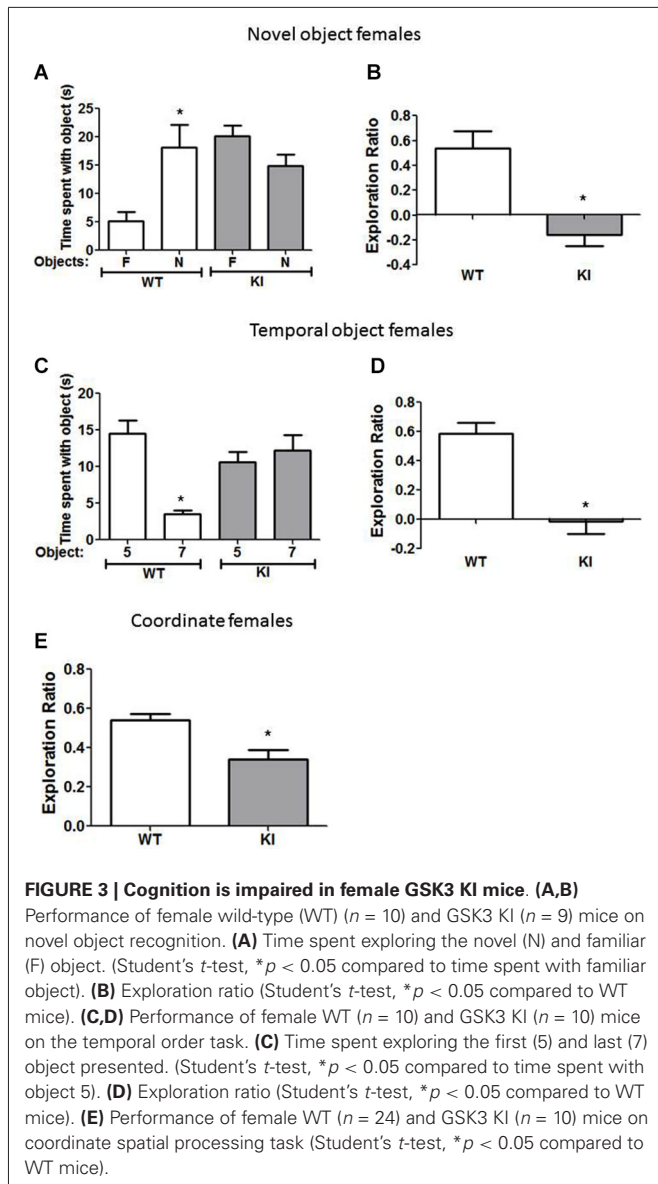 Novel object females
A
B
Time spent with object (s)
25
20
15
10
5
0
*
Objects: F N F N
WT KI
Exploration Ratio
0.8
0.6
0.4
0.2
0.0
-0.2
-0.4
*
WT KI
Temporal object females
C
D
Time spent with object (s)
20
15
10
5
0
*
Object: 5 7 5 7
WT KI
Exploration Ratio
0.8
0.6
0.4
0.2
0.0
-0.2
*
WT KI
Coordinate females
E
Exploration Ratio
0.8
0.6
0.4
0.2
0.0
*
WT KI
FIGURE 3 | Cognition is impaired in female GSK3 KI mice. (A,B)
Performance of female wild-type (WT) (n = 10) and GSK3 KI (n = 9) mice on
novel object recognition. (A) Time spent exploring the novel (N) and familiar
(F) object. (Student's t-test, *p < 0.05 compared to time spent with familiar
object). (B) Exploration ratio (Student's t-test, *p < 0.05 compared to WT
mice). (C,D) Performance of female WT (n = 10) and GSK3 KI (n = 10) mice
on the temporal order task. (C) Time spent exploring the first (5) and last (7)
object presented. (Student's t-test, *p < 0.05 compared to time spent with
object 5). (D) Exploration ratio (Student's t-test, *p < 0.05 compared to WT
mice). (E) Performance of female WT (n = 24) and GSK3 KI (n = 10) mice on
coordinate spatial processing task (Student's t-test, *p < 0.05 compared to
WT mice).